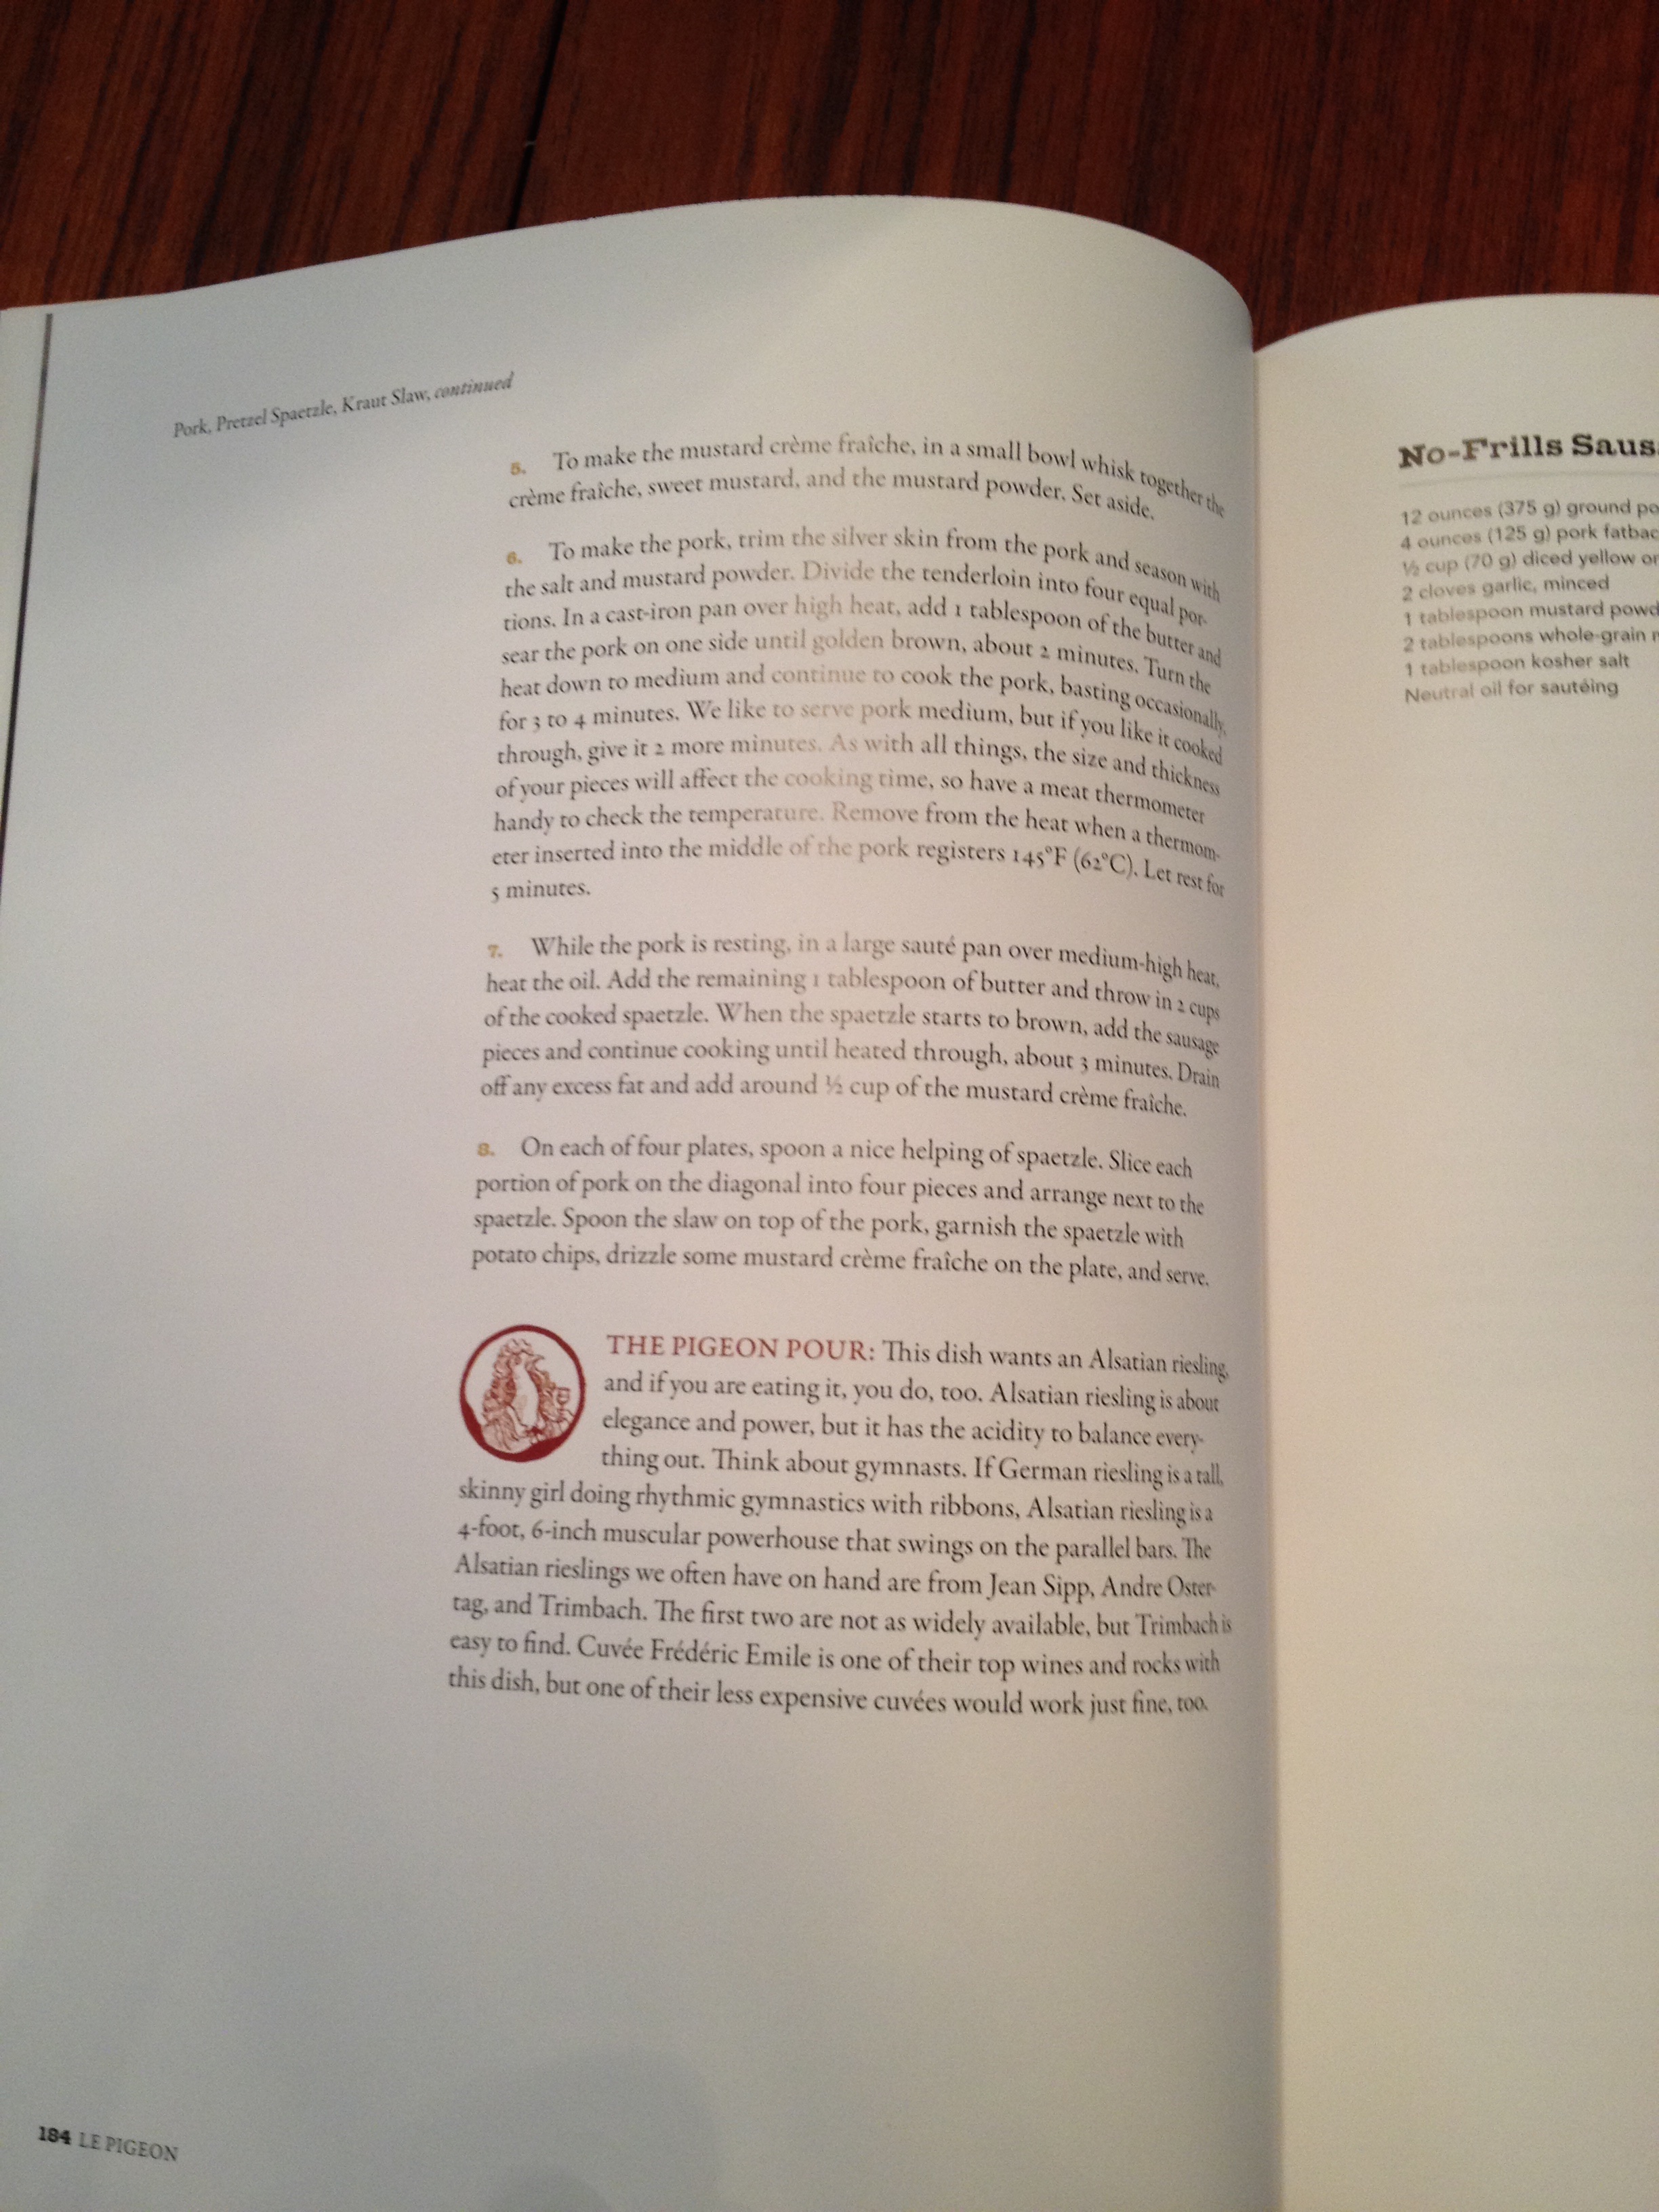 Pork, Pretzel Spaetzle, Kraut Slaw, continued
5. To make the mustard crème fraîche, in a small bowl whisk together the
crème fraîche, sweet mustard, and the mustard powder. Set aside.
6. To make the pork, trim the silver skin from the pork and season with
the salt and mustard powder. Divide the tenderloin into four equal por-
tions. In a cast-iron pan over high heat, add 1 tablespoon of the butter and
sear the pork on one side until golden brown, about 2 minutes. Turn the
heat down to medium and continue to cook the pork, basting occasionally,
for 3 to 4 minutes. We like to serve pork medium, but if you like it cooked
through, give it 2 more minutes. As with all things, the size and thickness
of your pieces will affect the cooking time, so have a meat thermometer
handy to check the temperature. Remove from the heat when a thermom-
eter inserted into the middle of the pork registers 145°F (62°C). Let rest for
5 minutes.
7. While the pork is resting, in a large sauté pan over medium-high heat,
heat the oil. Add the remaining 1 tablespoon of butter and throw in 2 cups
of the cooked spaetzle. When the spaetzle starts to brown, add the sausage
pieces and continue cooking until heated through, about 3 minutes. Drain
off any excess fat and add around ½ cup of the mustard crème fraîche.
8. On each of four plates, spoon a nice helping of spaetzle. Slice each
portion of pork on the diagonal into four pieces and arrange next to the
spaetzle. Spoon the slaw on top of the pork, garnish the spaetzle with
potato chips, drizzle some mustard crème fraîche on the plate, and serve.
THE PIGEON POUR: This dish wants an Alsatian riesling,
and if you are eating it, you do, too. Alsatian riesling is about
elegance and power, but it has the acidity to balance every-
thing out. Think about gymnasts. If German riesling is a tall,
skinny girl doing rhythmic gymnastics with ribbons, Alsatian riesling is a
4-foot, 6-inch muscular powerhouse that swings on the parallel bars. The
Alsatian rieslings we often have on hand are from Jean Sipp, Andre Oster-
tag, and Trimbach. The first two are not as widely available, but Trimbach is
easy to find. Cuvée Frédéric Emile is one of their top wines and rocks with
this dish, but one of their less expensive cuvées would work just fine, too.
184 LE PIGEON
No-Frills Saus
12 ounces (375 g) ground po
4 ounces (125 g) pork fatbac
½ cup (70 g) diced yellow on
2 cloves garlic, minced
1 tablespoon mustard powd
2 tablespoons whole-grain
1 tablespoon kosher salt
Neutral oil for sautéing